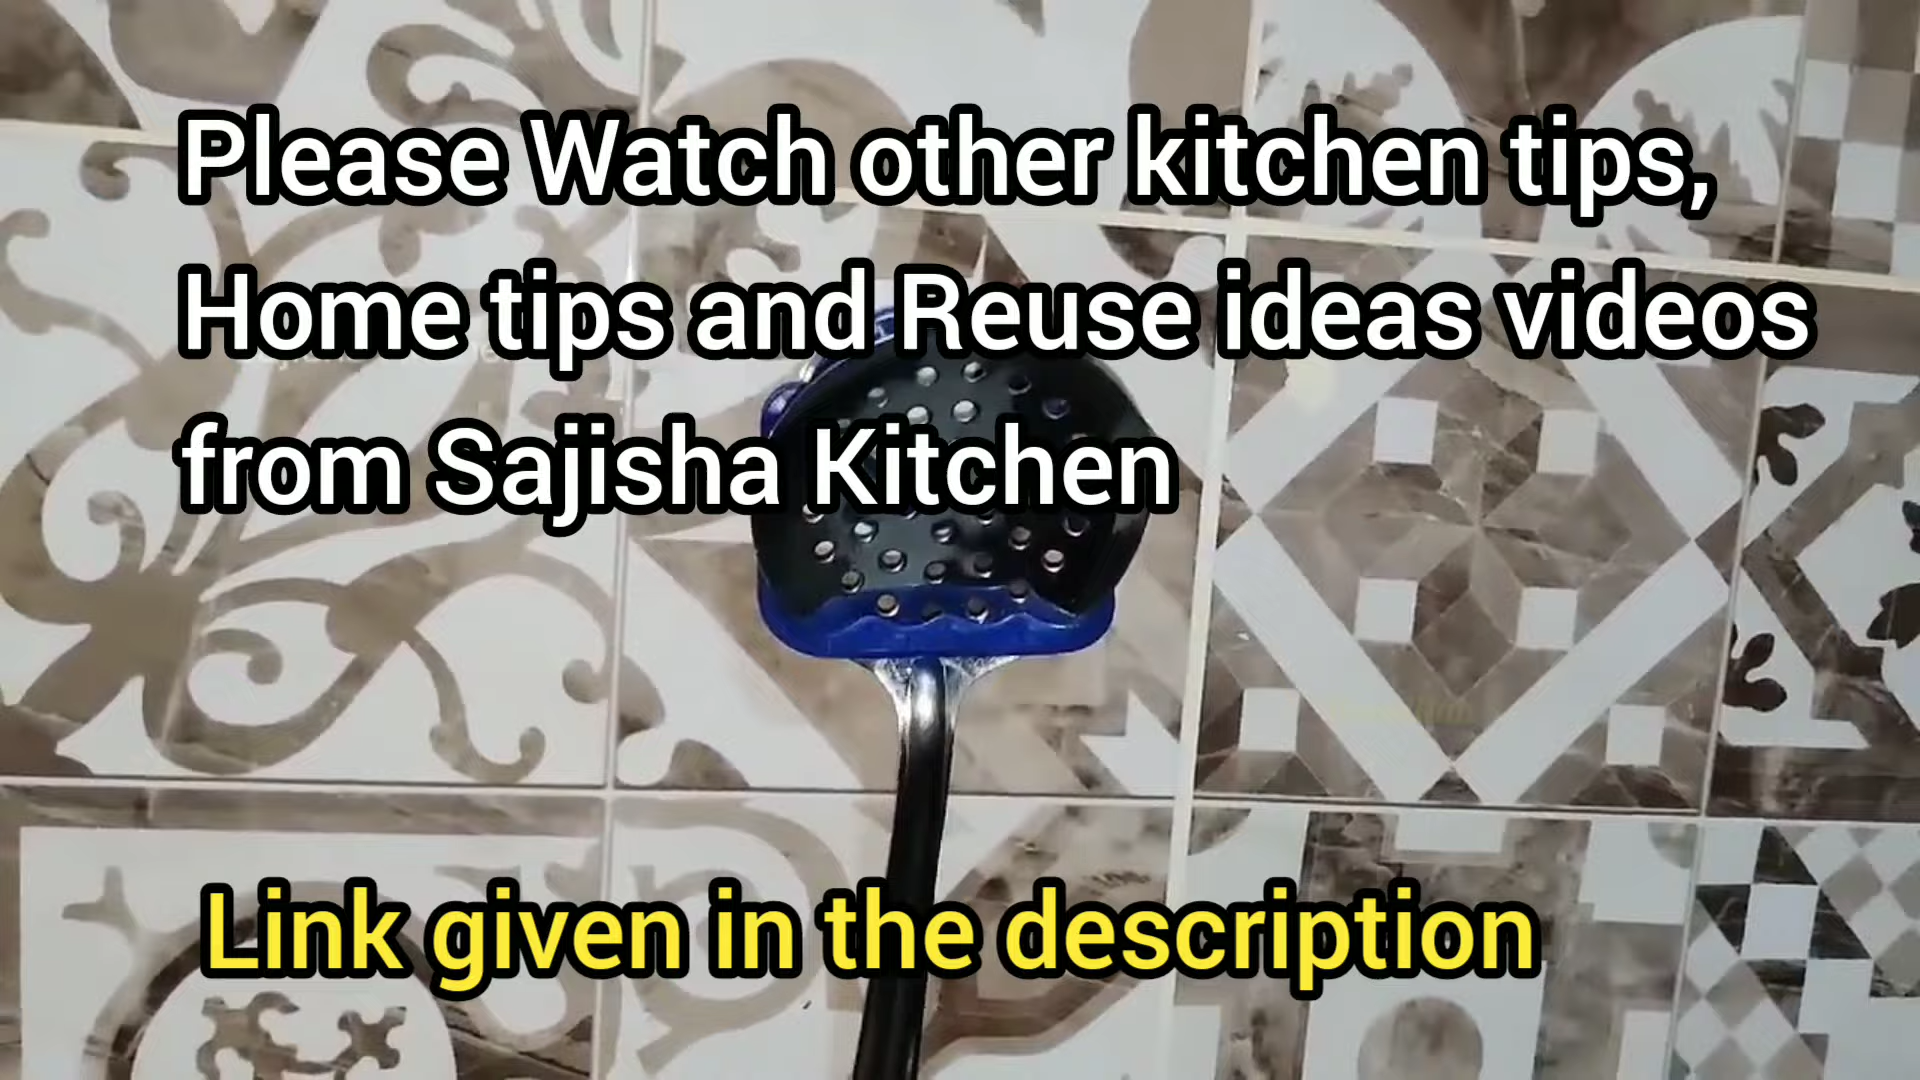 Please Watch other kitchen tips,
Home tips and Reuse ideas videos
from Sajisha Kitchen
Link given in the description